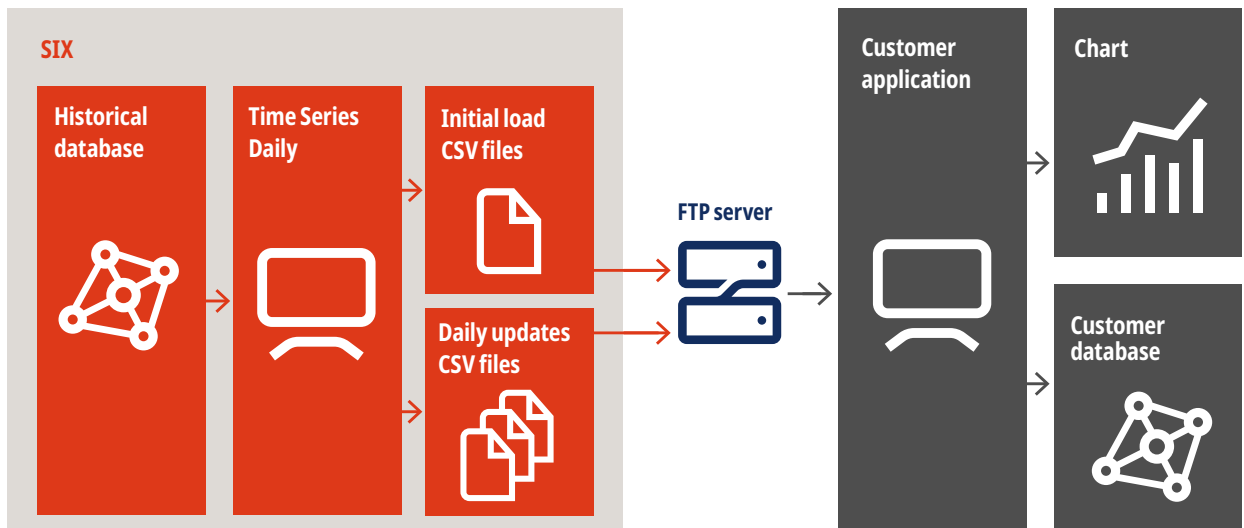 SIX
Historical
database
Time Series
Daily
Initial load
CSV files
Daily updates
CSV files
FTP server
Customer
application
Chart
Customer
database